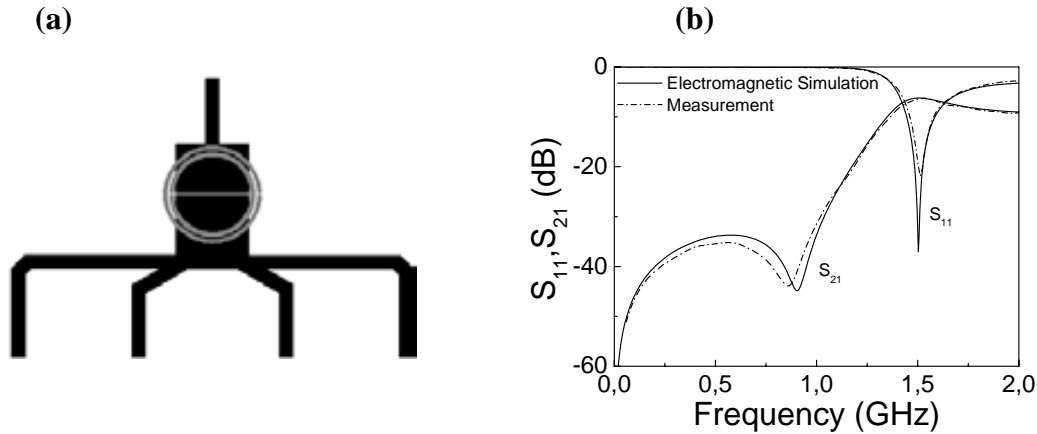 (a)
(b)
0
-20
-40
-60
S11,S21 (dB)
Electromagnetic Simulation
Measurement
S11
S21
0,0 0,5 1,0 1,5 2,0
Frequency (GHz)